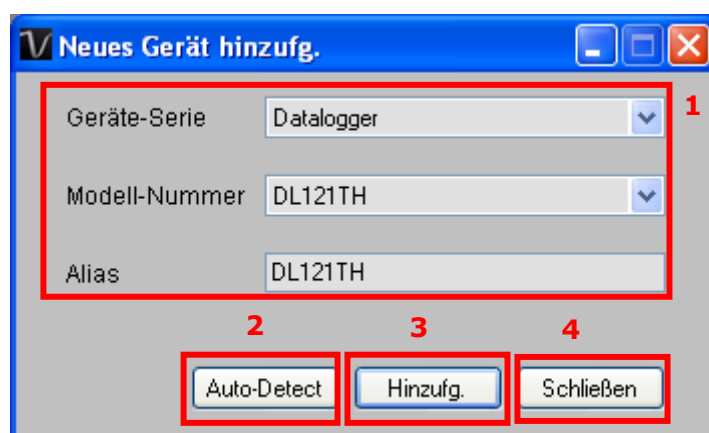 Neues Gerät hinzufg.
1
Geräte-Serie Datalogger
Modell-Nummer DL121TH
Alias DL121TH
2 3 4
Auto-Detect Hinzufg. Schließen